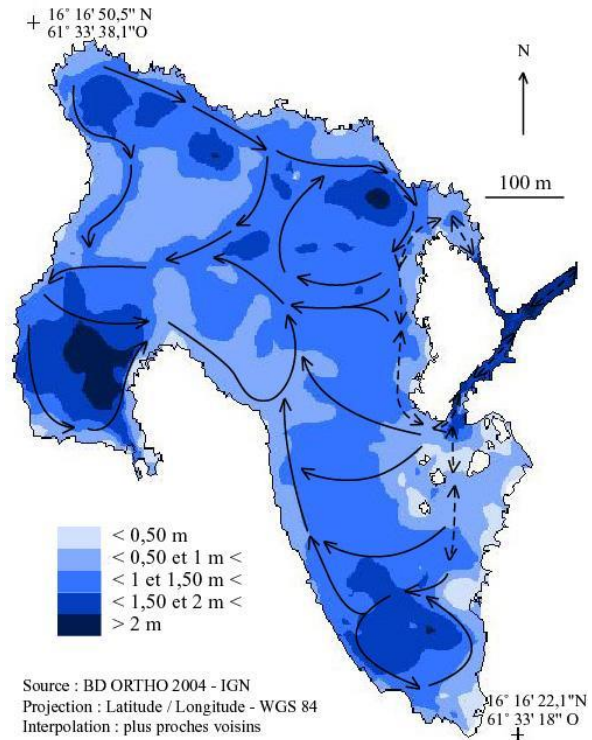 16° 16' 50,5" N
61° 33' 38,1"O
N
100 m
< 0,50 m
< 0,50 et 1 m <
< 1 et 1,50 m <
< 1,50 et 2 m <
> 2 m
Source : BD ORTHO 2004 - IGN
Projection : Latitude / Longitude - WGS 84
Interpolation : plus proches voisins
16° 16' 22,1"N
61° 33' 18" O